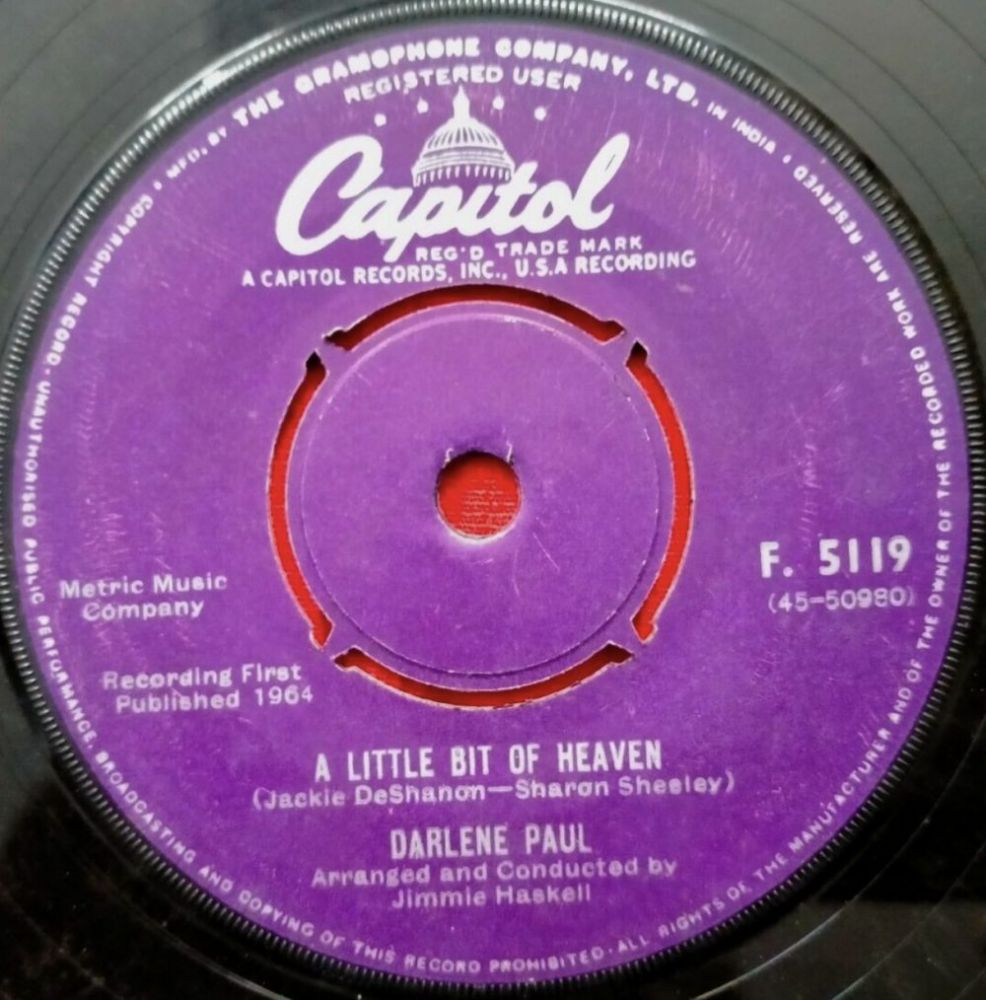 MFD. BY THE GRAMOPHONE COMPANY, LTD. IN INDIA • COPYRIGHT RECORD • UNAUTHORISED PUBLIC PERFORMANCE, BROADCASTING AND COPYING OF THIS RECORD PROHIBITED • ALL RIGHTS OF THE MANUFACTURER AND OF THE OWNER OF THE RECORDED WORK ARE RESERVED •
REGISTERED USER
Capitol
REG'D TRADE MARK
A CAPITOL RECORDS, INC., U.S.A RECORDING
F. 5119
(45-50980)
Metric Music
Company
Recording First
Published 1964
A LITTLE BIT OF HEAVEN
(Jackie DeShanon—Sharon Sheeley)
DARLENE PAUL
Arranged and Conducted by
Jimmie Haskell